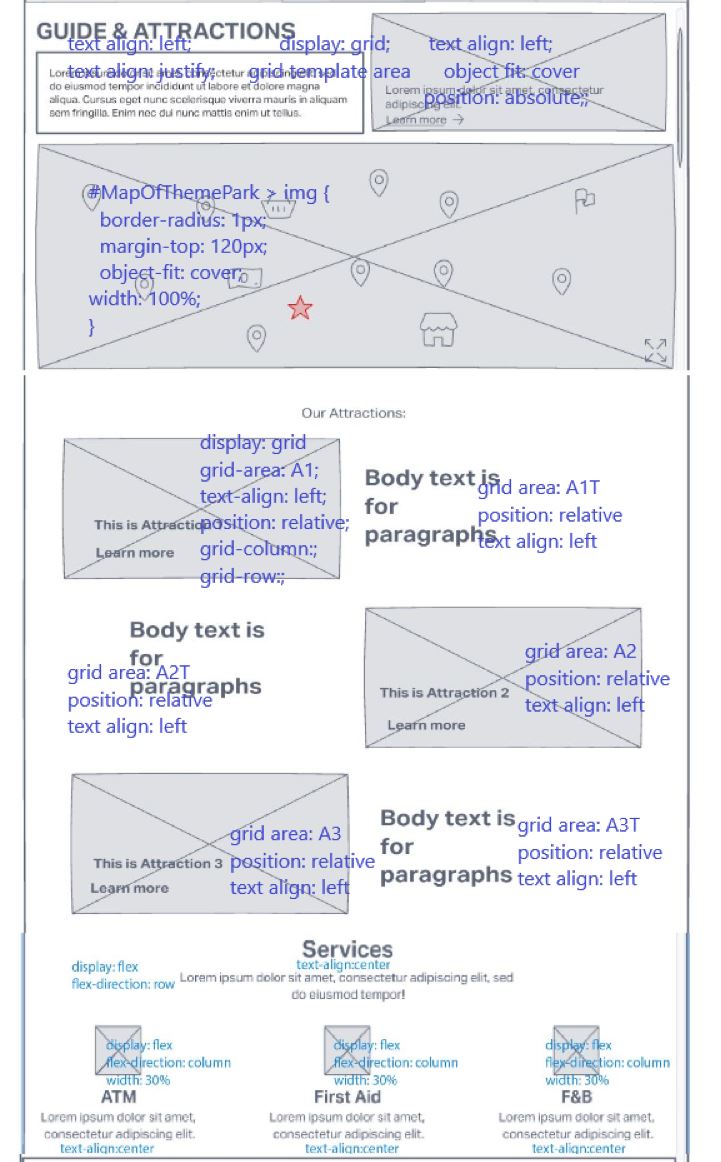 GUIDE & ATTRACTIONS
text align: left;
display: grid;
text align: left;
text align: justify;
grid template area
object fit: cover
position: absolute;;
Lorem ipsum dolor sit amet, consectetur adipiscing elit, sed
do eiusmod tempor incididunt ut labore et dolore magna
aliqua. Cursus eget nunc scelerisque viverra mauris in aliquam
sem fringilla. Enim nec dui nunc mattis enim ut tellus.
Lorem ipsum dolor sit amet, consectetur
adipiscing elit.
Learn more →
#MapOfThemePark > img {
border-radius: 1px;
margin-top: 120px;
object-fit: cover;
width: 100%;
}
Our Attractions:
display: grid
grid-area: A1;
text-align: left;
position: relative;
grid-column:;
grid-row:;
This is Attraction
Learn more
Body text is
for
paragraphs
grid area: A1T
position: relative
text align: left
Body text is
for
paragraphs
grid area: A2T
position: relative
text align: left
This is Attraction 2
Learn more
grid area: A2
position: relative
text align: left
This is Attraction 3
Learn more
grid area: A3
position: relative
text align: left
Body text is
for
paragraphs
grid area: A3T
position: relative
text align: left
Services
text-align:center
display: flex
flex-direction: row
Lorem ipsum dolor sit amet, consectetur adipiscing elit, sed
do eiusmod tempor!
display: flex
flex-direction: column
width: 30%
ATM
Lorem ipsum dolor sit amet,
consectetur adipiscing elit.
text-align:center
display: flex
flex-direction: column
width: 30%
First Aid
Lorem ipsum dolor sit amet,
consectetur adipiscing elit.
text-align:center
display: flex
flex-direction: column
width: 30%
F&B
Lorem ipsum dolor sit amet,
consectetur adipiscing elit.
text-align:center